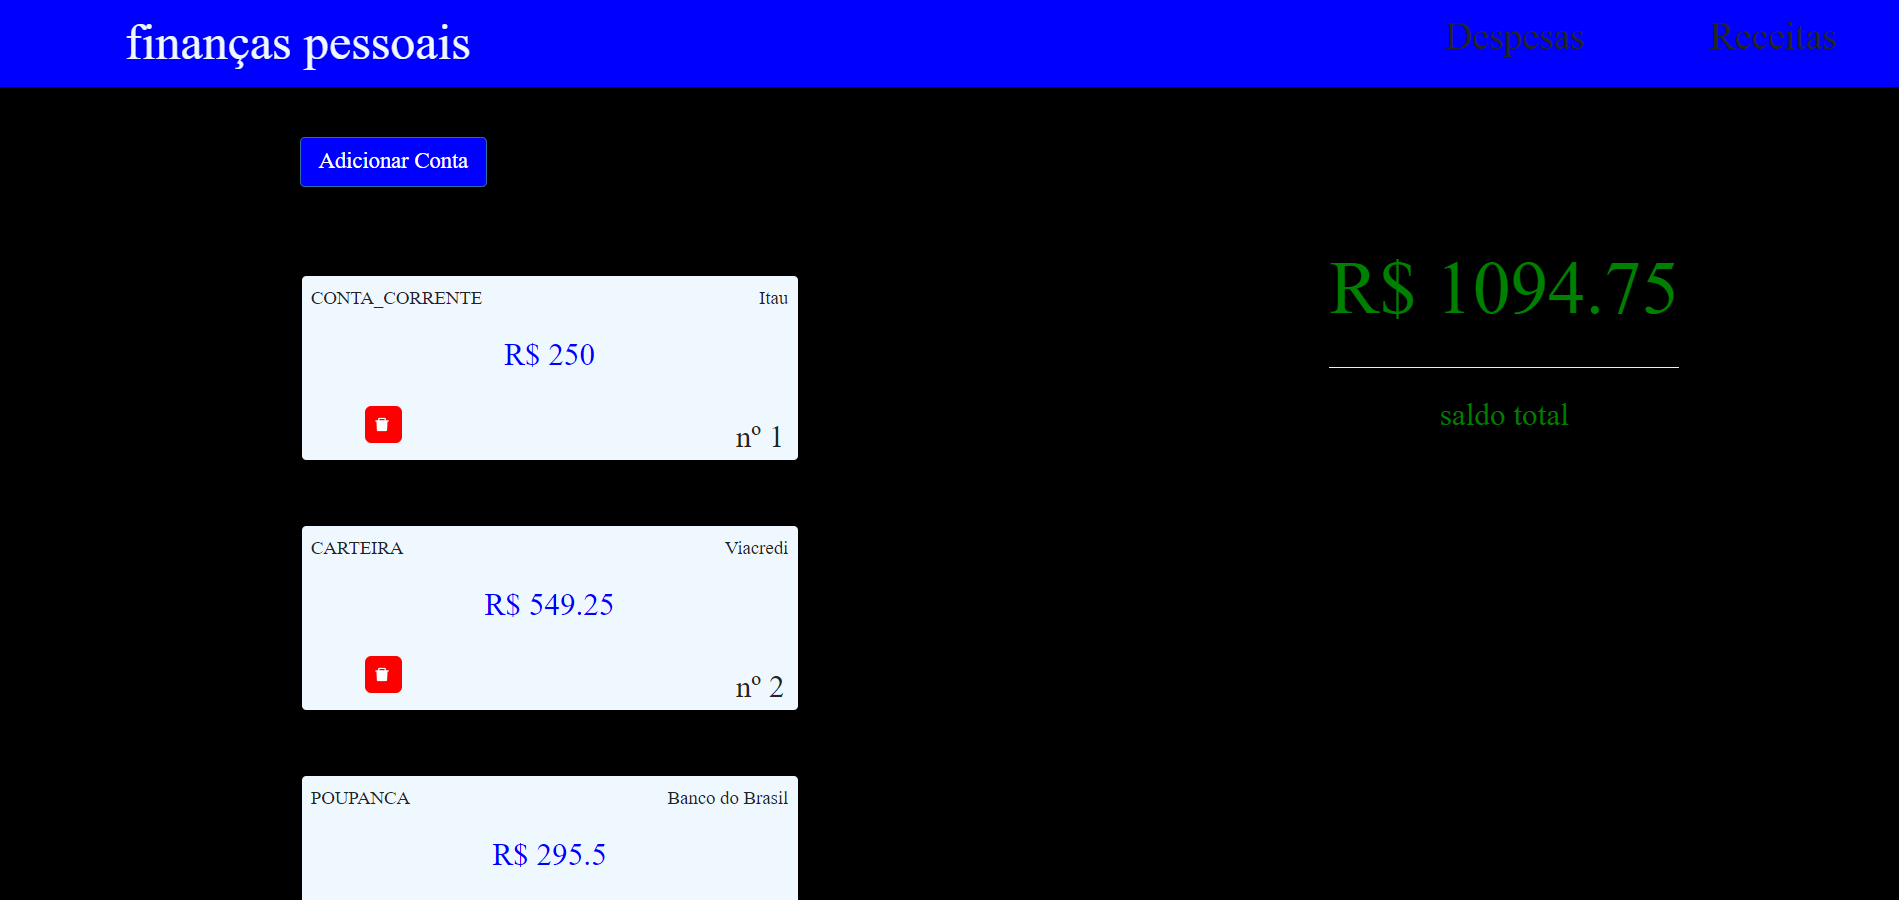 finanças pessoais
Despesas
Receitas
Adicionar Conta
CONTA_CORRENTE
Itau
R$ 250
nº 1
CARTEIRA
Viacredi
R$ 549.25
nº 2
POUPANCA
Banco do Brasil
R$ 295.5
R$ 1094.75
saldo total